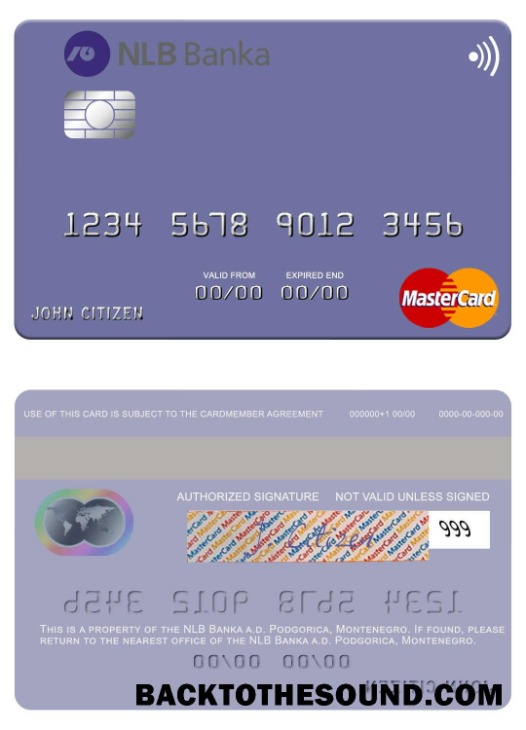 NLB Banka
1234 5678 9012 3456
VALID FROM EXPIRED END
00/00 00/00
JOHN CITIZEN
MasterCard
USE OF THIS CARD IS SUBJECT TO THE CARDMEMBER AGREEMENT 000000+1 00/00 0000-00-000-00
AUTHORIZED SIGNATURE NOT VALID UNLESS SIGNED
J. Citizen
999
THIS IS A PROPERTY OF THE NLB BANKA A.D. PODGORICA, MONTENEGRO. IF FOUND, PLEASE
RETURN TO THE NEAREST OFFICE OF THE NLB BANKA A.D. PODGORICA, MONTENEGRO.
00/00 00/00
BACKTOTHESOUND.COM